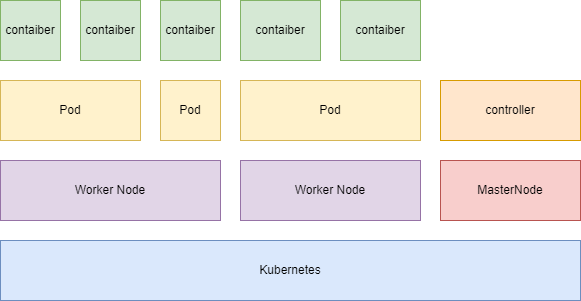 contaiber contaiber contaiber contaiber contaiber
Pod Pod Pod controller
Worker Node Worker Node MasterNode
Kubernetes